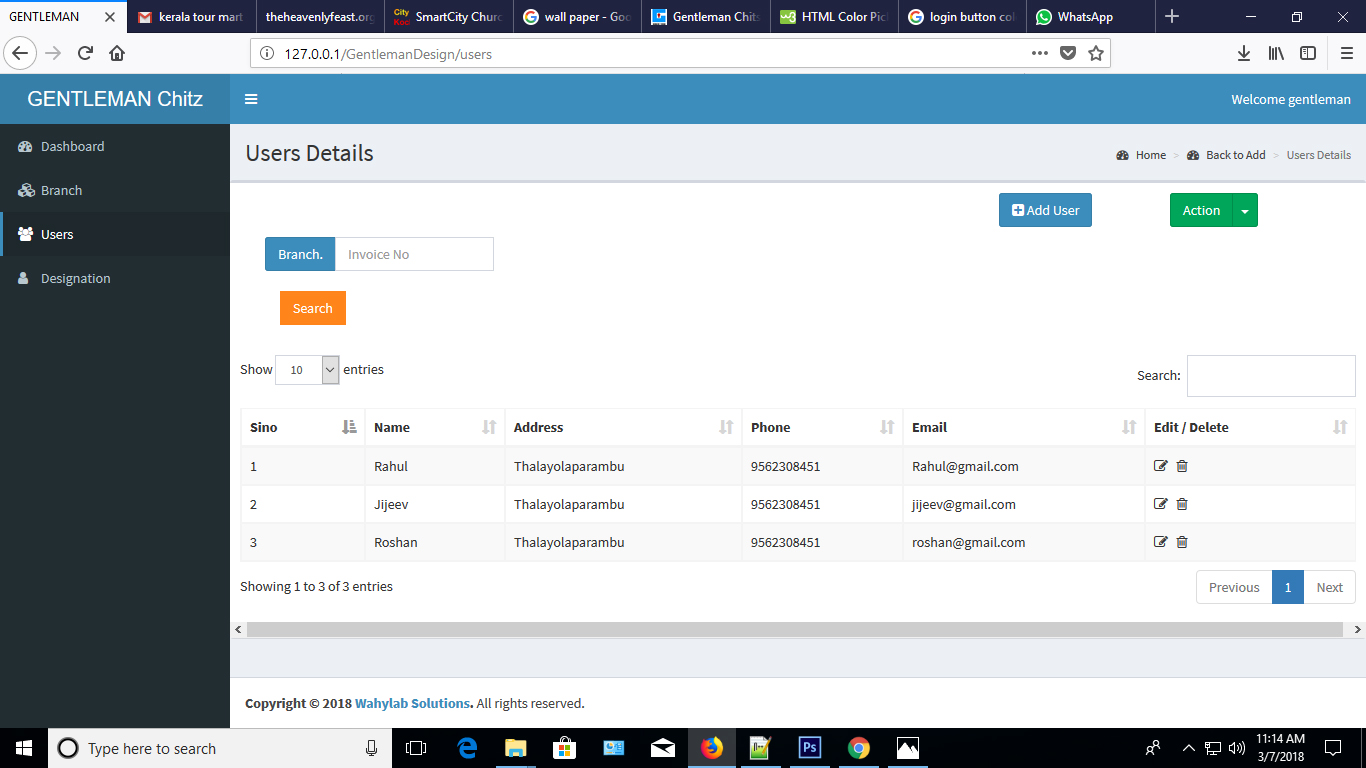 GENTLEMAN
kerala tour mart
theheavenlyfeast.org
City Koo SmartCity Churc
wall paper - Goo
Gentleman Chits
HTML Color Pic
login button col
WhatsApp
127.0.0.1/GentlemanDesign/users
GENTLEMAN Chitz
Welcome gentleman
Dashboard
Branch
Users
Designation
Users Details
Home > Back to Add > Users Details
Add User
Action
Branch. Invoice No
Search
Show 10 entries
Search:
Sino Name Address Phone Email Edit / Delete
1 Rahul Thalayolaparambu 9562308451 Rahul@gmail.com
2 Jijeev Thalayolaparambu 9562308451 jijeev@gmail.com
3 Roshan Thalayolaparambu 9562308451 roshan@gmail.com
Showing 1 to 3 of 3 entries
Previous 1 Next
Copyright © 2018 Wahylab Solutions. All rights reserved.
Type here to search
Ps
11:14 AM
3/7/2018